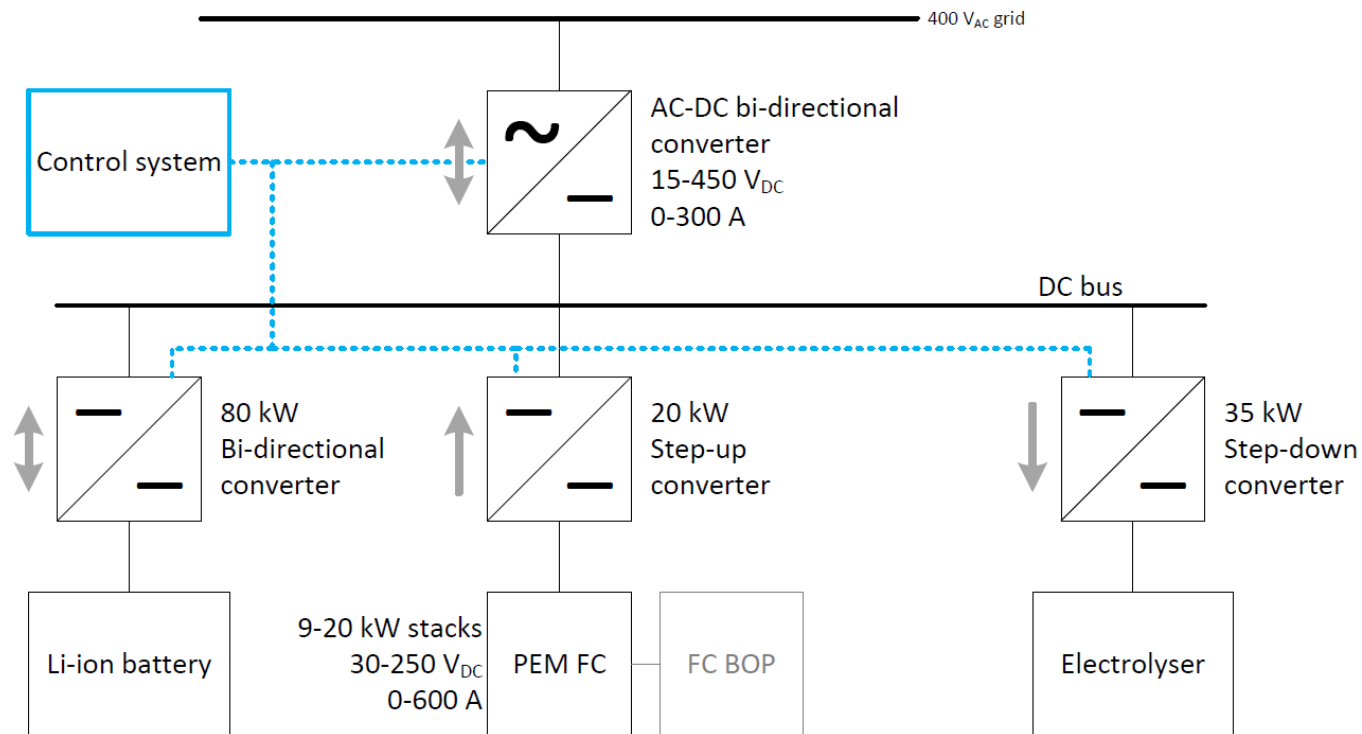 400 VAC grid
Control system
AC-DC bi-directional
converter
15-450 VDC
0-300 A
DC bus
80 kW
Bi-directional
converter
20 kW
Step-up
converter
35 kW
Step-down
converter
Li-ion battery
9-20 kW stacks
30-250 VDC
0-600 A
PEM FC
FC BOP
Electrolyser